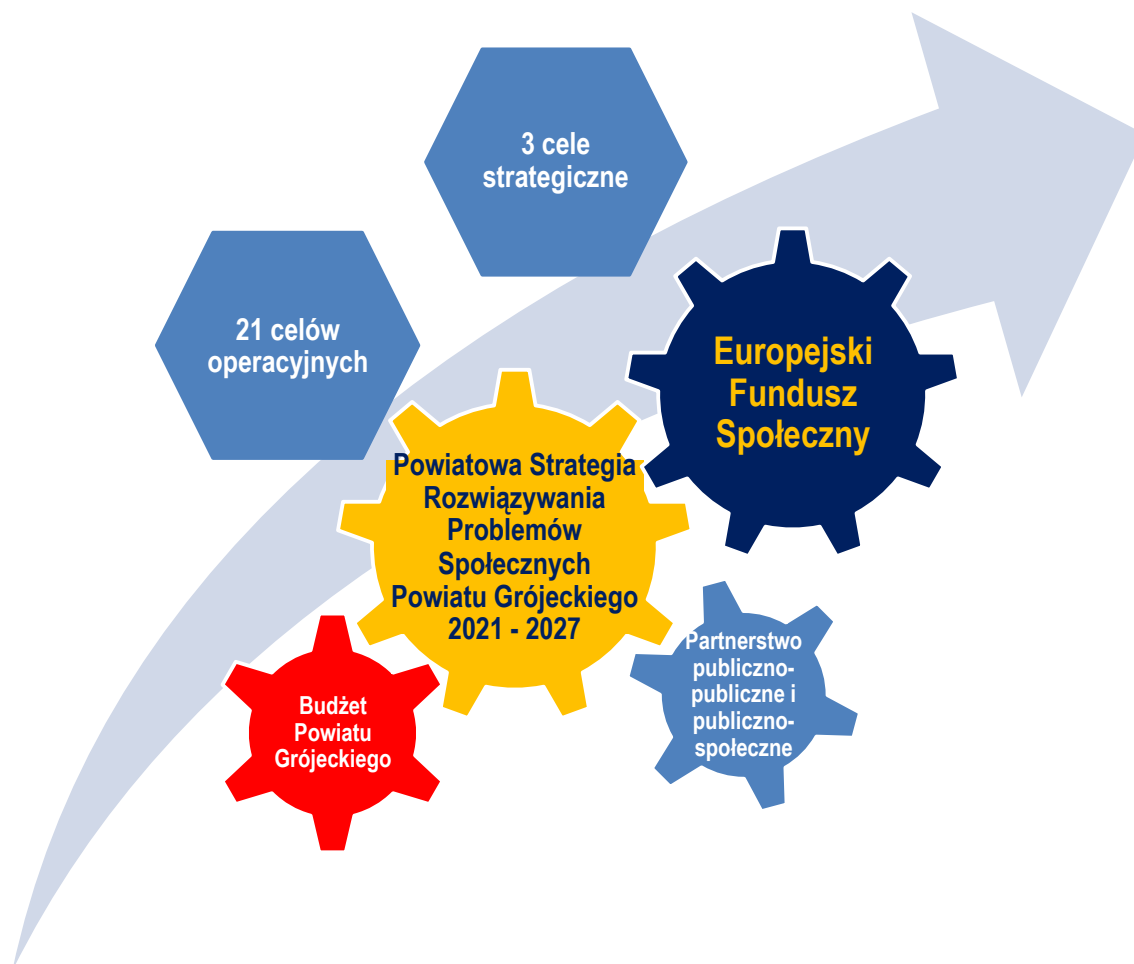 3 cele
strategiczne
21 celów
operacyjnych
Europejski
Fundusz
Społeczny
Powiatowa Strategia
Rozwiązywania
Problemów
Społecznych
Powiatu Grójeckiego
2021 - 2027
Budżet
Powiatu
Grójeckiego
Partnerstwo
publiczno-
publiczne i
publiczno-
społeczne